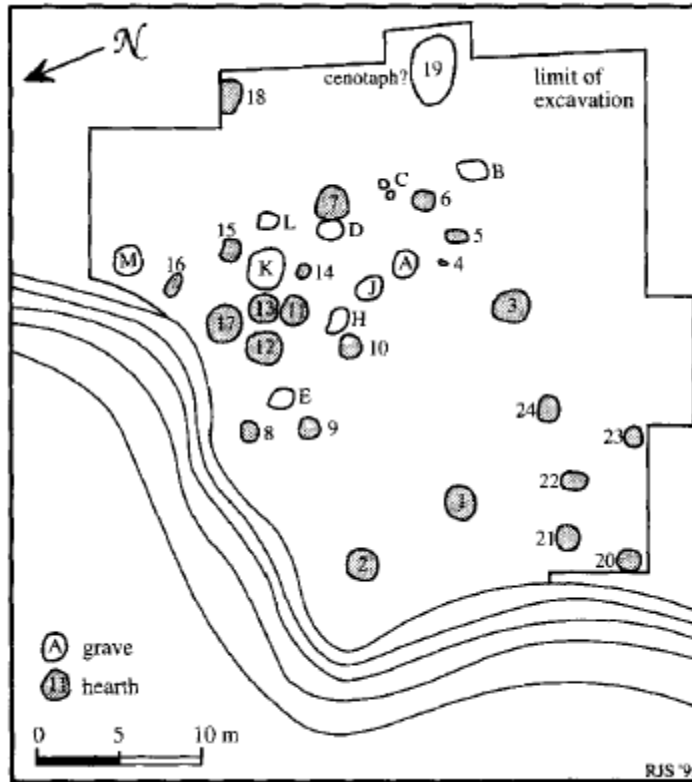 N
19
cenotaph?
limit of
excavation
18
C
B
7
6
L
D
15
5
M
K
14
A
4
16
J
13
11
3
17
H
12
10
E
24
8
9
23
22
1
21
2
20
A grave
11 hearth
0 5 10 m
RJS '9